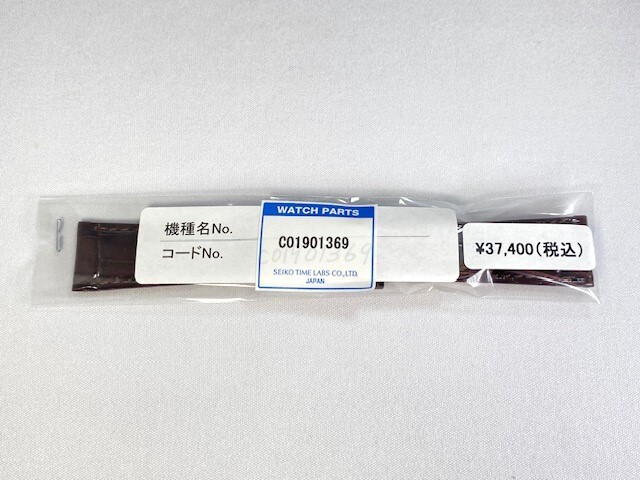 WATCH PARTS
機種名No.
C01901369
コードNo.
C01901369
SEIKO TIME LABS CO.,LTD.
JAPAN
¥37,400(税込)